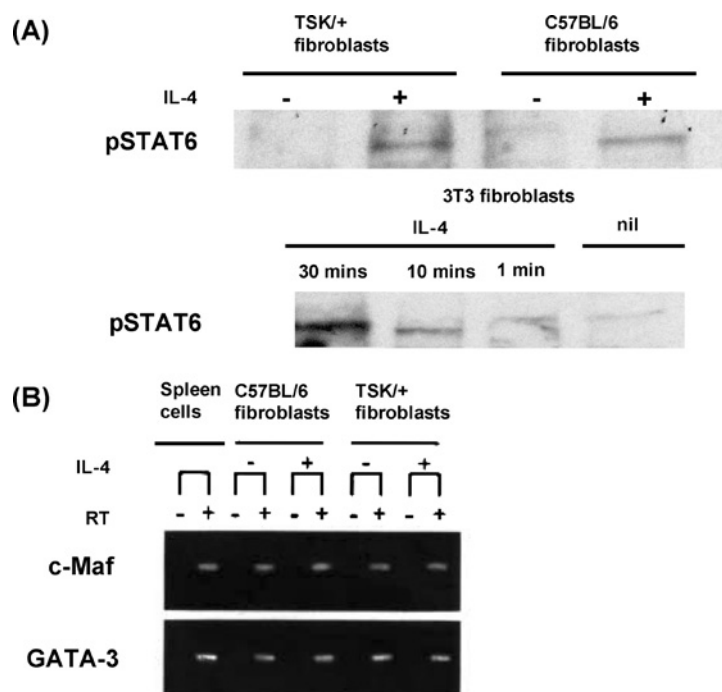 (A)
TSK/+ fibroblasts
C57BL/6 fibroblasts
IL-4 - + - +
pSTAT6
3T3 fibroblasts
IL-4 nil
30 mins 10 mins 1 min
pSTAT6
(B)
Spleen cells
C57BL/6 fibroblasts
TSK/+ fibroblasts
IL-4 - + - +
RT - + - + - + - + - +
c-Maf
GATA-3